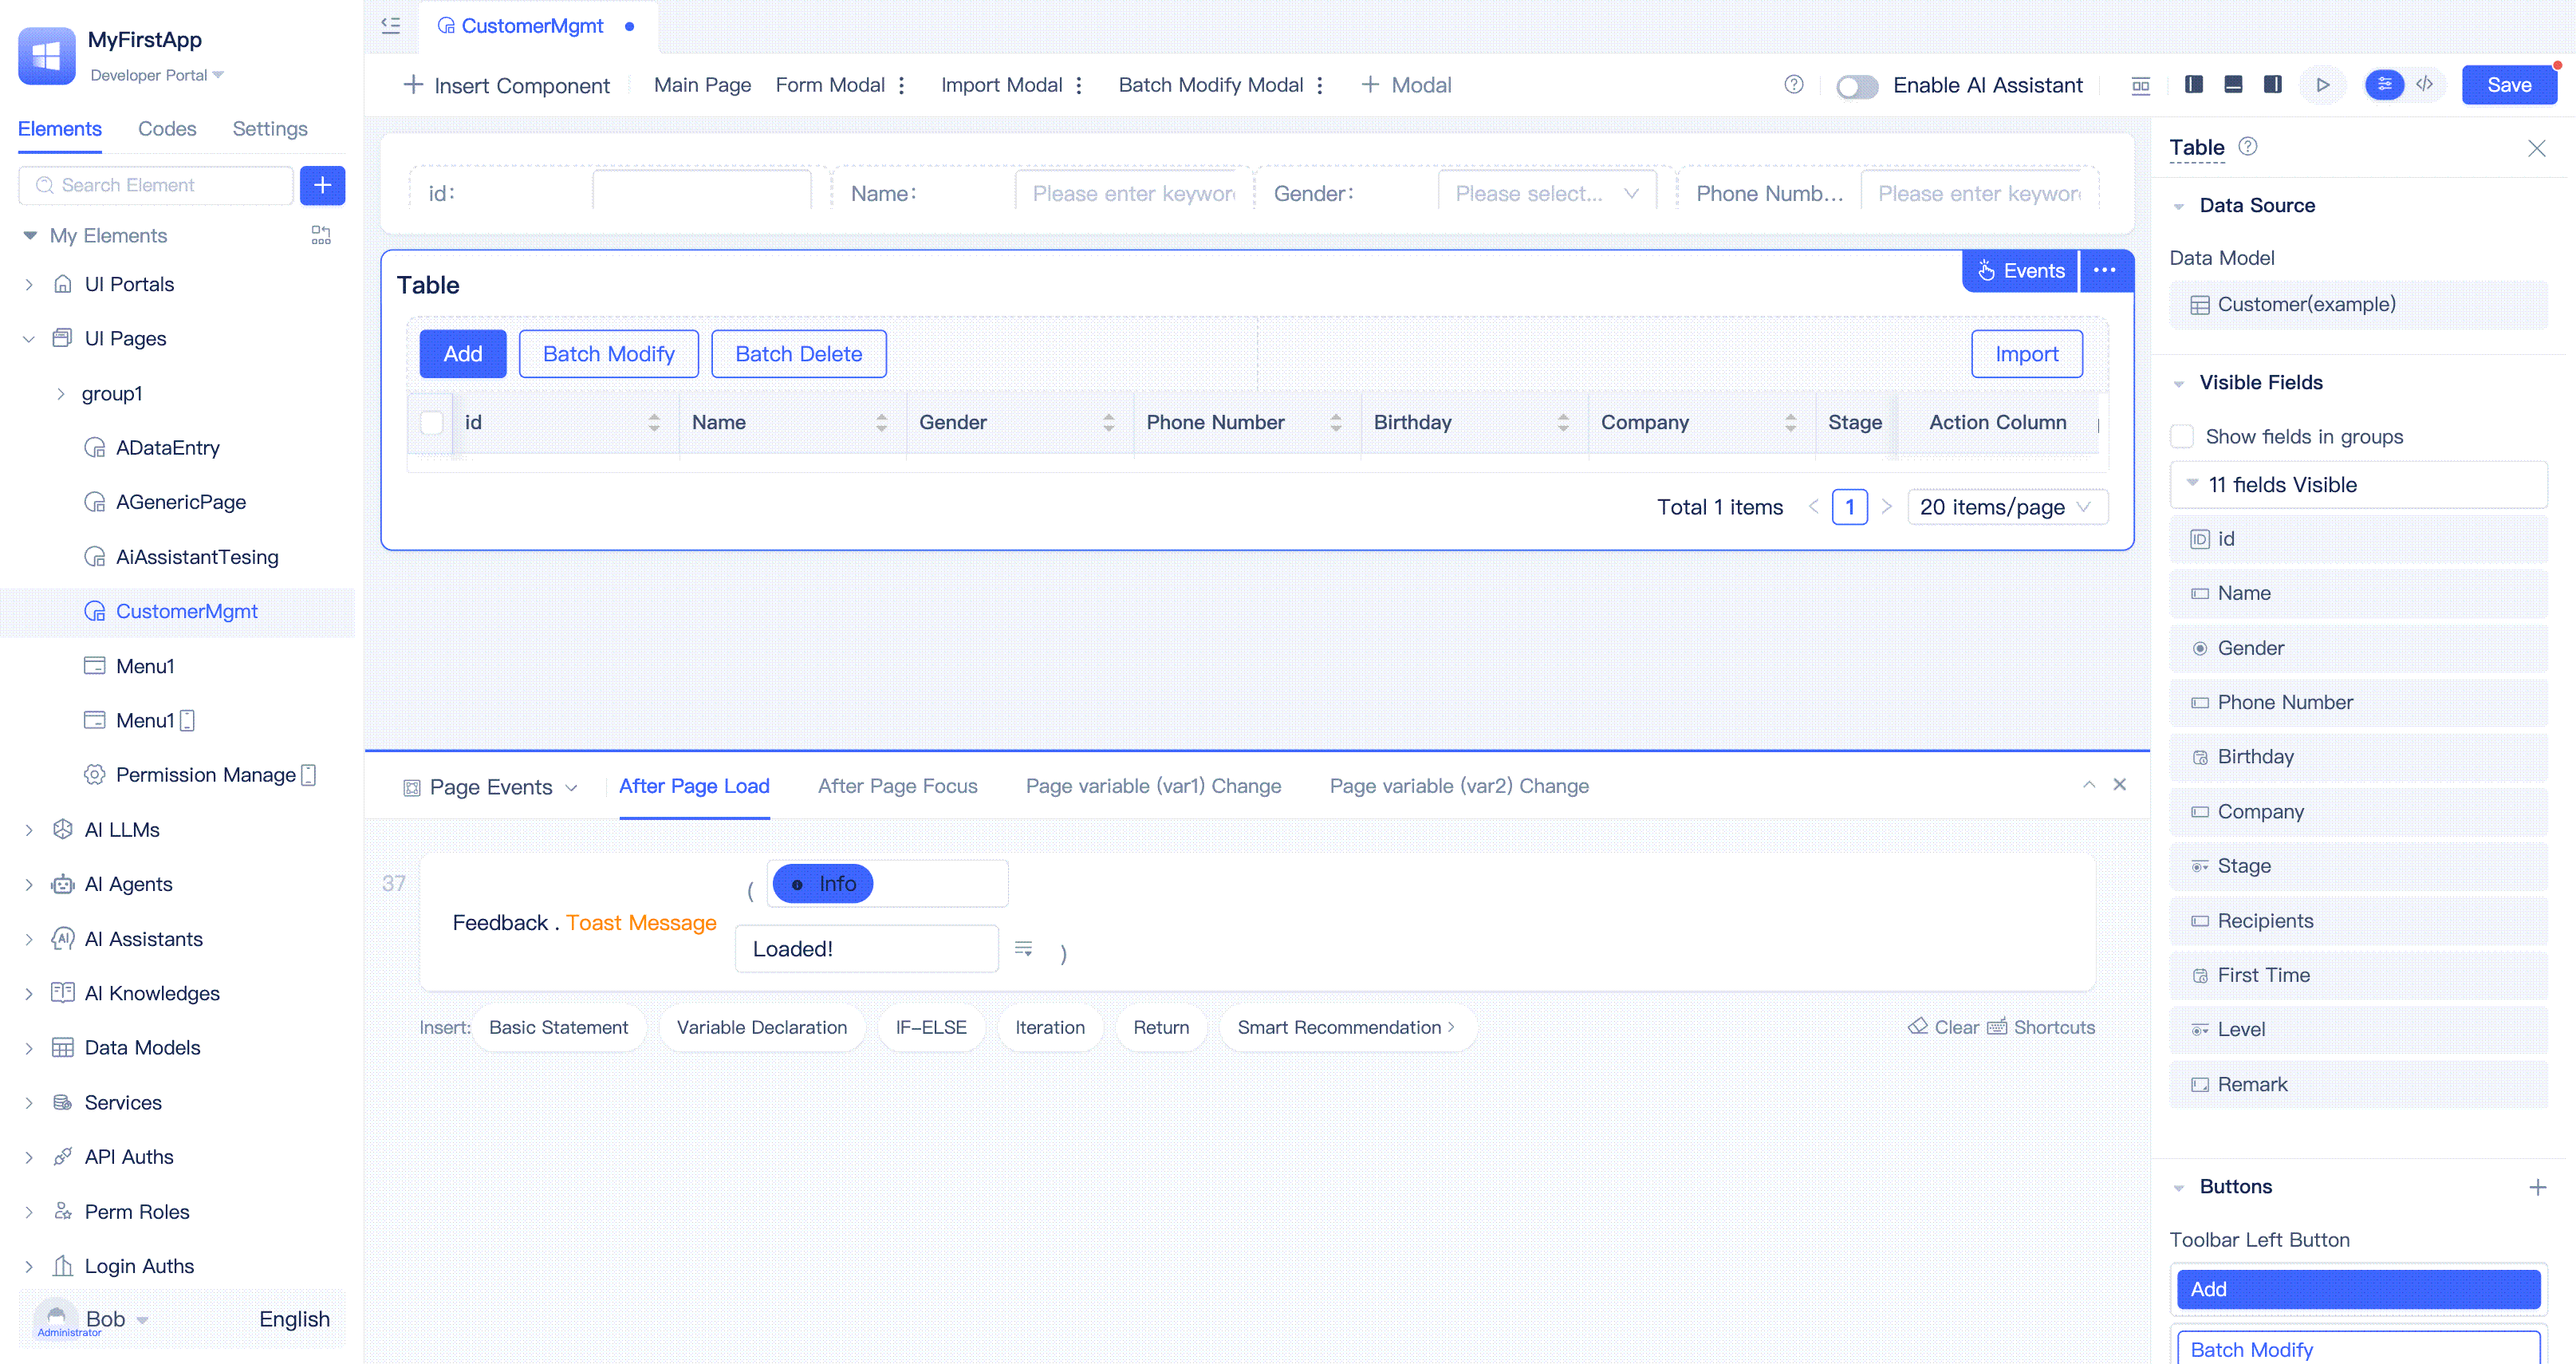 MyFirstApp
Developer Portal
Elements Codes Settings
Search Element
My Elements
UI Portals
UI Pages
group1
ADataEntry
AGenericPage
AiAssistantTesing
CustomerMgmt
Menu1
Menu1
Permission Manage
AI LLMs
AI Agents
AI Assistants
AI Knowledges
Data Models
Services
API Auths
Perm Roles
Login Auths
Bob
Administrator
English
CustomerMgmt
Insert Component Main Page Form Modal Import Modal Batch Modify Modal Modal Enable AI Assistant Save
id: Name: Please enter keywor Gender: Please select... Phone Numb... Please enter keywor
Events
Table
Add Batch Modify Batch Delete Import
id Name Gender Phone Number Birthday Company Stage Action Column
Total 1 items 1 20 items/page
Page Events After Page Load After Page Focus Page variable (var1) Change Page variable (var2) Change
37
( Info
Feedback . Toast Message
Loaded! )
Insert: Basic Statement Variable Declaration IF-ELSE Iteration Return Smart Recommendation Clear Shortcuts
Table
Data Source
Data Model
Customer(example)
Visible Fields
Show fields in groups
11 fields Visible
id
Name
Gender
Phone Number
Birthday
Company
Stage
Recipients
First Time
Level
Remark
Buttons
Toolbar Left Button
Add
Batch Modify